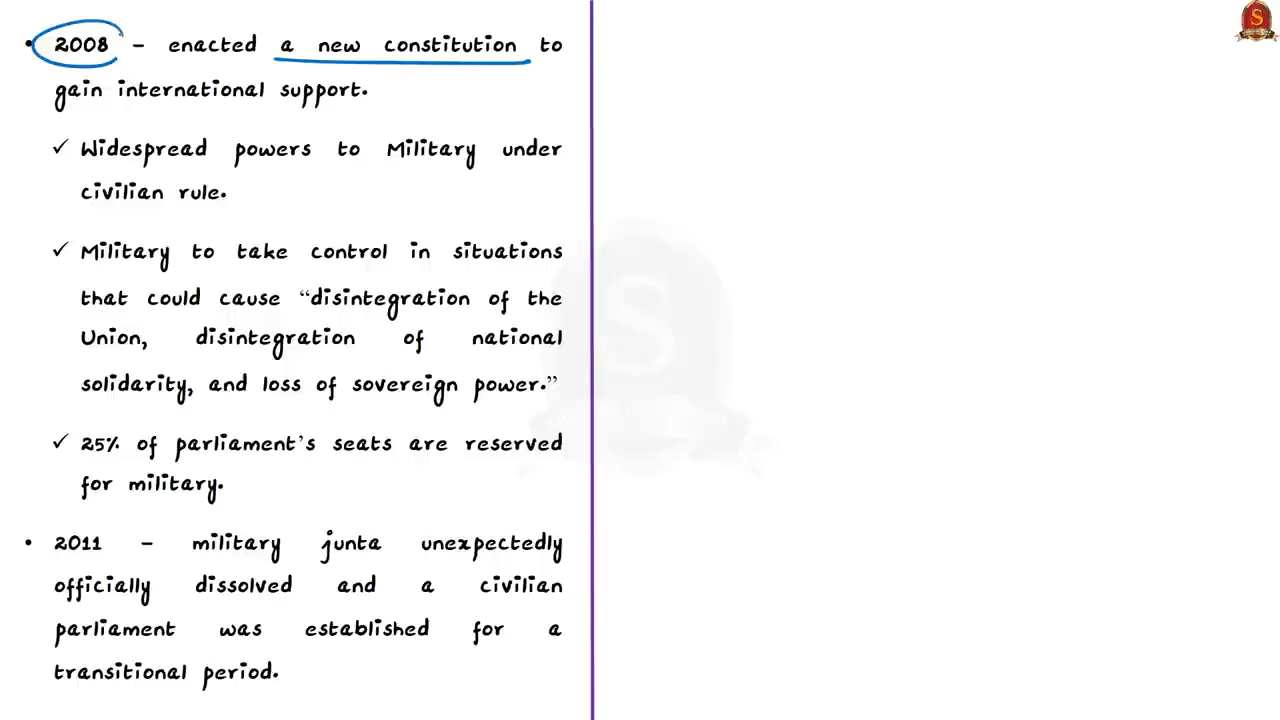 • 2008 – enacted a new constitution to
gain international support.
✓ Widespread powers to Military under
civilian rule.
✓ Military to take control in situations
that could cause “disintegration of the
Union, disintegration of national
solidarity, and loss of sovereign power.”
✓ 25% of parliament’s seats are reserved
for military.
• 2011 – military junta unexpectedly
officially dissolved and a civilian
parliament was established for a
transitional period.
S
S